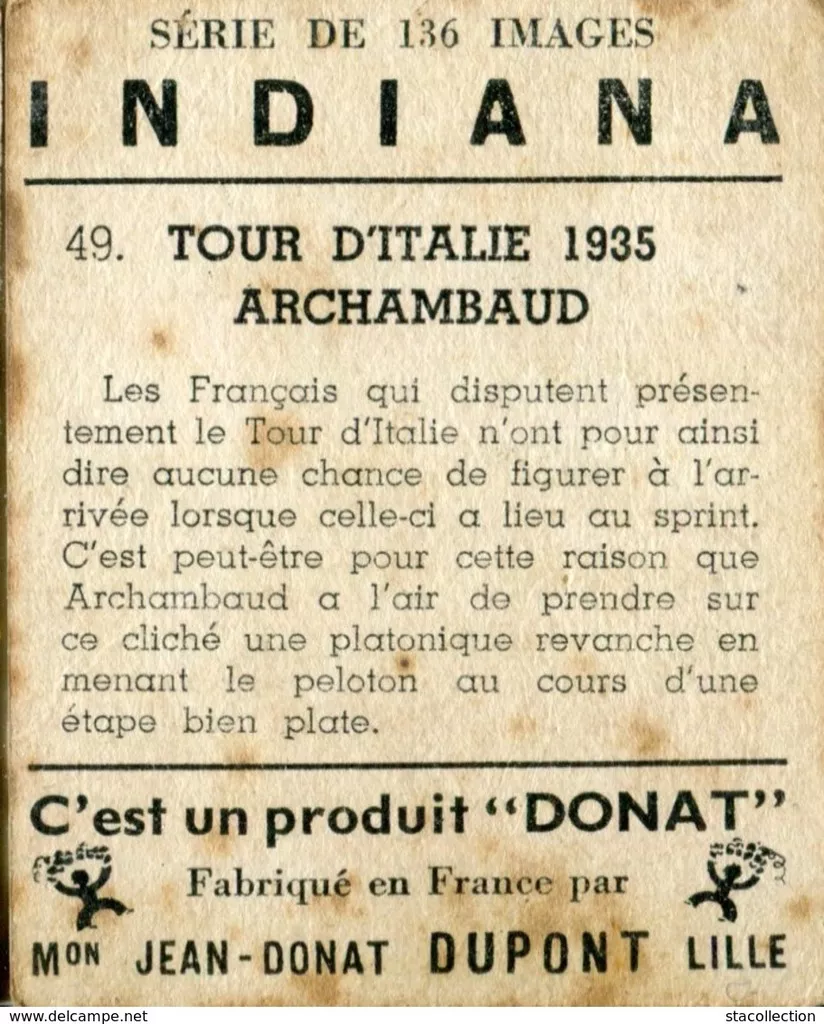 SÉRIE DE 136 IMAGES
INDIANA
49. TOUR D'ITALIE 1935
ARCHAMBAUD
Les Français qui disputent présen-
tement le Tour d'Italie n'ont pour ainsi
dire aucune chance de figurer à l'ar-
rivée lorsque celle-ci a lieu au sprint.
C'est peut-être pour cette raison que
Archambaud a l'air de prendre sur
ce cliché une platonique revanche en
menant le peloton au cours d'une
étape bien plate.
C'est un produit "DONAT"
Fabriqué en France par
MON JEAN-DONAT DUPONT LILLE
delcampe.net
stacollection